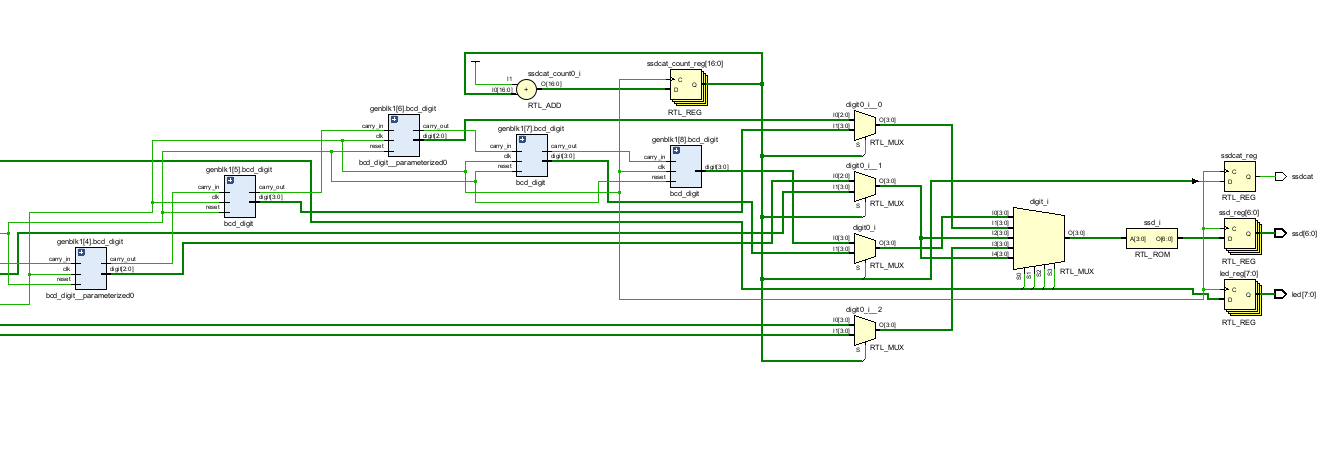 ssdcat_count_reg[16:0]
ssdcat_count0_i
I1
I0[16:0]
O[16:0]
+
RTL_ADD
C
D
Q
RTL_REG
genblk1[6].bcd_digit
carry_in
clk
reset
carry_out
digit[2:0]
bcd_digit__parameterized0
genblk1[7].bcd_digit
carry_in
clk
reset
carry_out
digit[3:0]
bcd_digit
genblk1[8].bcd_digit
carry_in
clk
reset
digit[3:0]
bcd_digit
genblk1[5].bcd_digit
carry_in
clk
reset
carry_out
digit[3:0]
bcd_digit
genblk1[4].bcd_digit
carry_in
clk
reset
carry_out
digit[2:0]
bcd_digit__parameterized0
digit0_i__0
I0[2:0]
I1[3:0]
O[3:0]
S
RTL_MUX
digit0_i__1
I0[2:0]
I1[3:0]
O[3:0]
S
RTL_MUX
digit0_i
I0[3:0]
I1[3:0]
O[3:0]
S
RTL_MUX
digit0_i__2
I0[3:0]
I1[3:0]
O[3:0]
S
RTL_MUX
digit_i
I0[3:0]
I1[3:0]
I2[3:0]
I3[3:0]
I4[3:0]
O[3:0]
S0
S1
S2
S3
RTL_MUX
ssd_i
A[3:0]
O[6:0]
RTL_ROM
ssdcat_reg
C
D
Q
RTL_REG
ssdcat
ssd_reg[6:0]
C
D
Q
RTL_REG
ssd[6:0]
led_reg[7:0]
C
D
Q
RTL_REG
led[7:0]